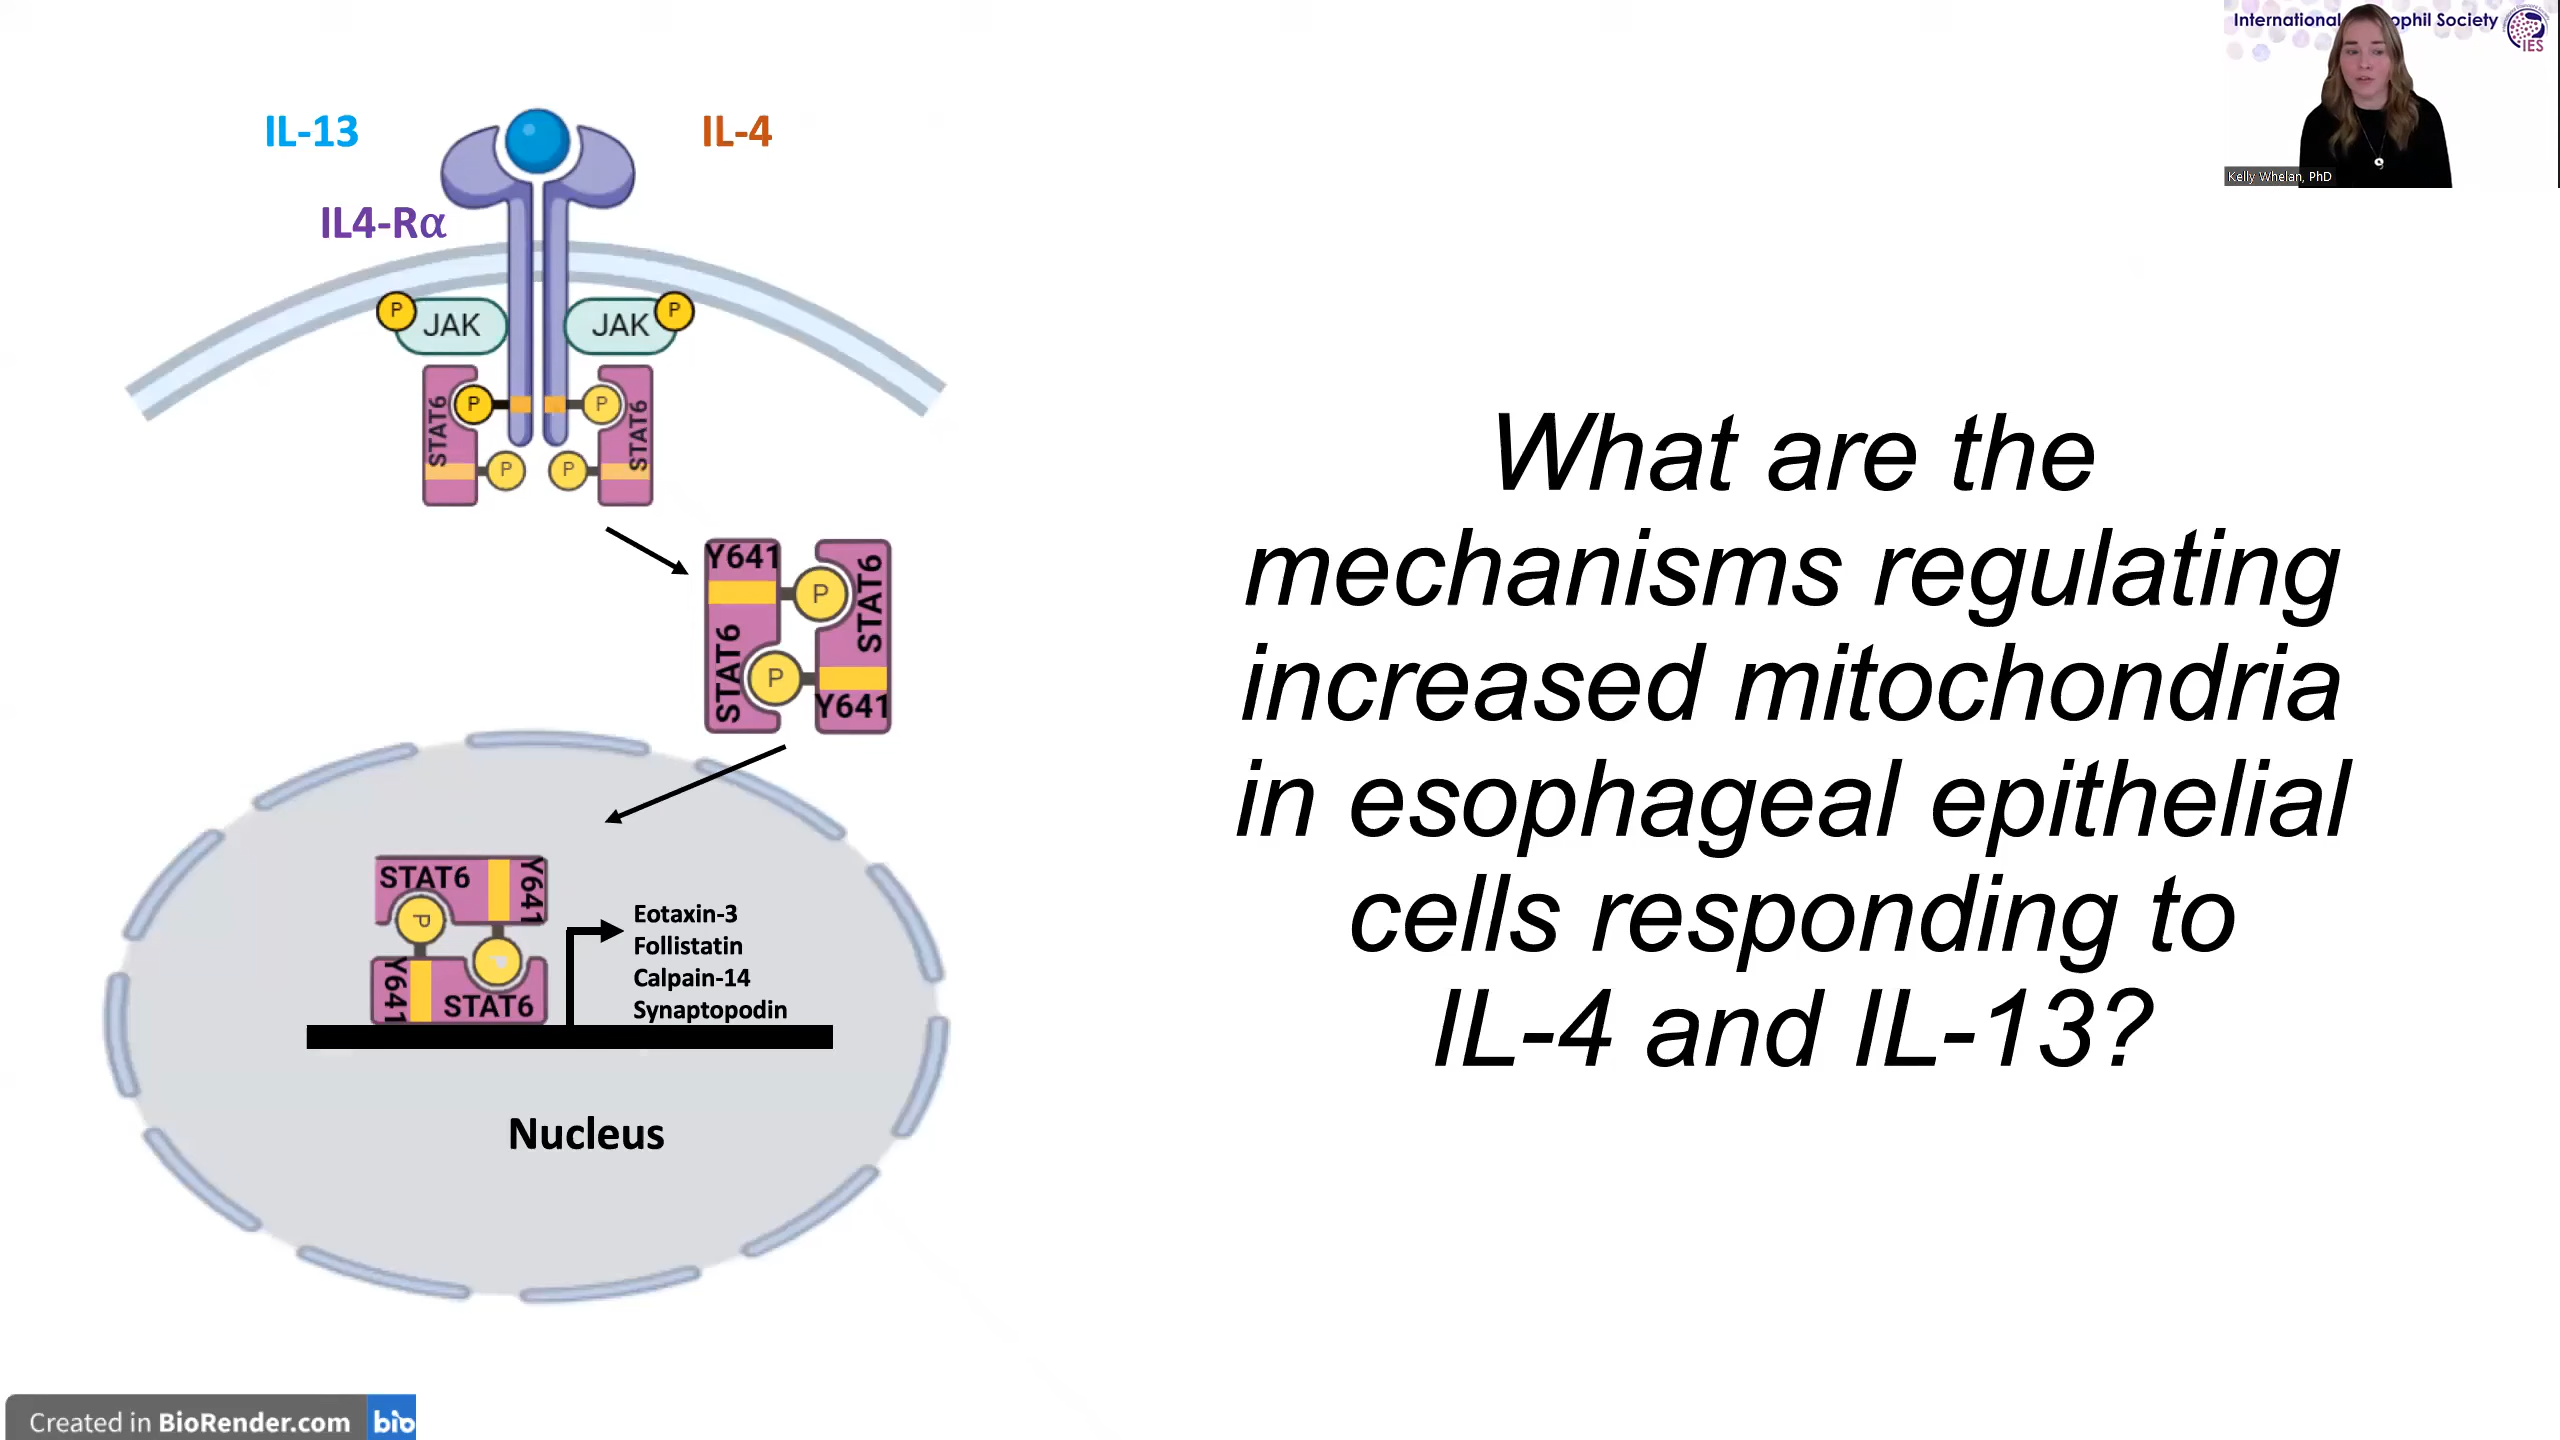 International ophil Society
IES
Kelly Whelan, PhD
IL-13
IL-4
IL4-Rα
P
JAK
JAK
P
STAT6
P
P
STAT6
P
P
Y641
STAT6
P
STAT6
P
Y641
STAT6
Y641
P
P
Y641
STAT6
Eotaxin-3
Follistatin
Calpain-14
Synaptopodin
Nucleus
What are the
mechanisms regulating
increased mitochondria
in esophageal epithelial
cells responding to
IL-4 and IL-13?
Created in BioRender.com bio